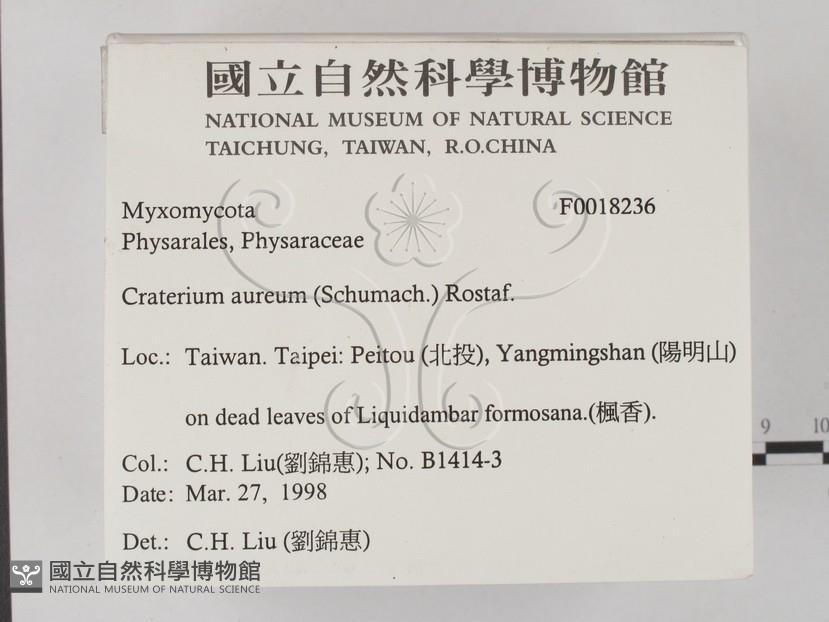 國立自然科學博物館
NATIONAL MUSEUM OF NATURAL SCIENCE
TAICHUNG, TAIWAN, R.O.CHINA
Myxomycota F0018236
Physarales, Physaraceae
Craterium aureum (Schumach.) Rostaf.
Loc.: Taiwan. Taipei: Peitou (北投), Yangmingshan (陽明山)
on dead leaves of Liquidambar formosana.(楓香).
Col.: C.H. Liu(劉錦惠); No. B1414-3
Date: Mar. 27, 1998
Det.: C.H. Liu (劉錦惠)
9 10
國立自然科學博物館
NATIONAL MUSEUM OF NATURAL SCIENCE